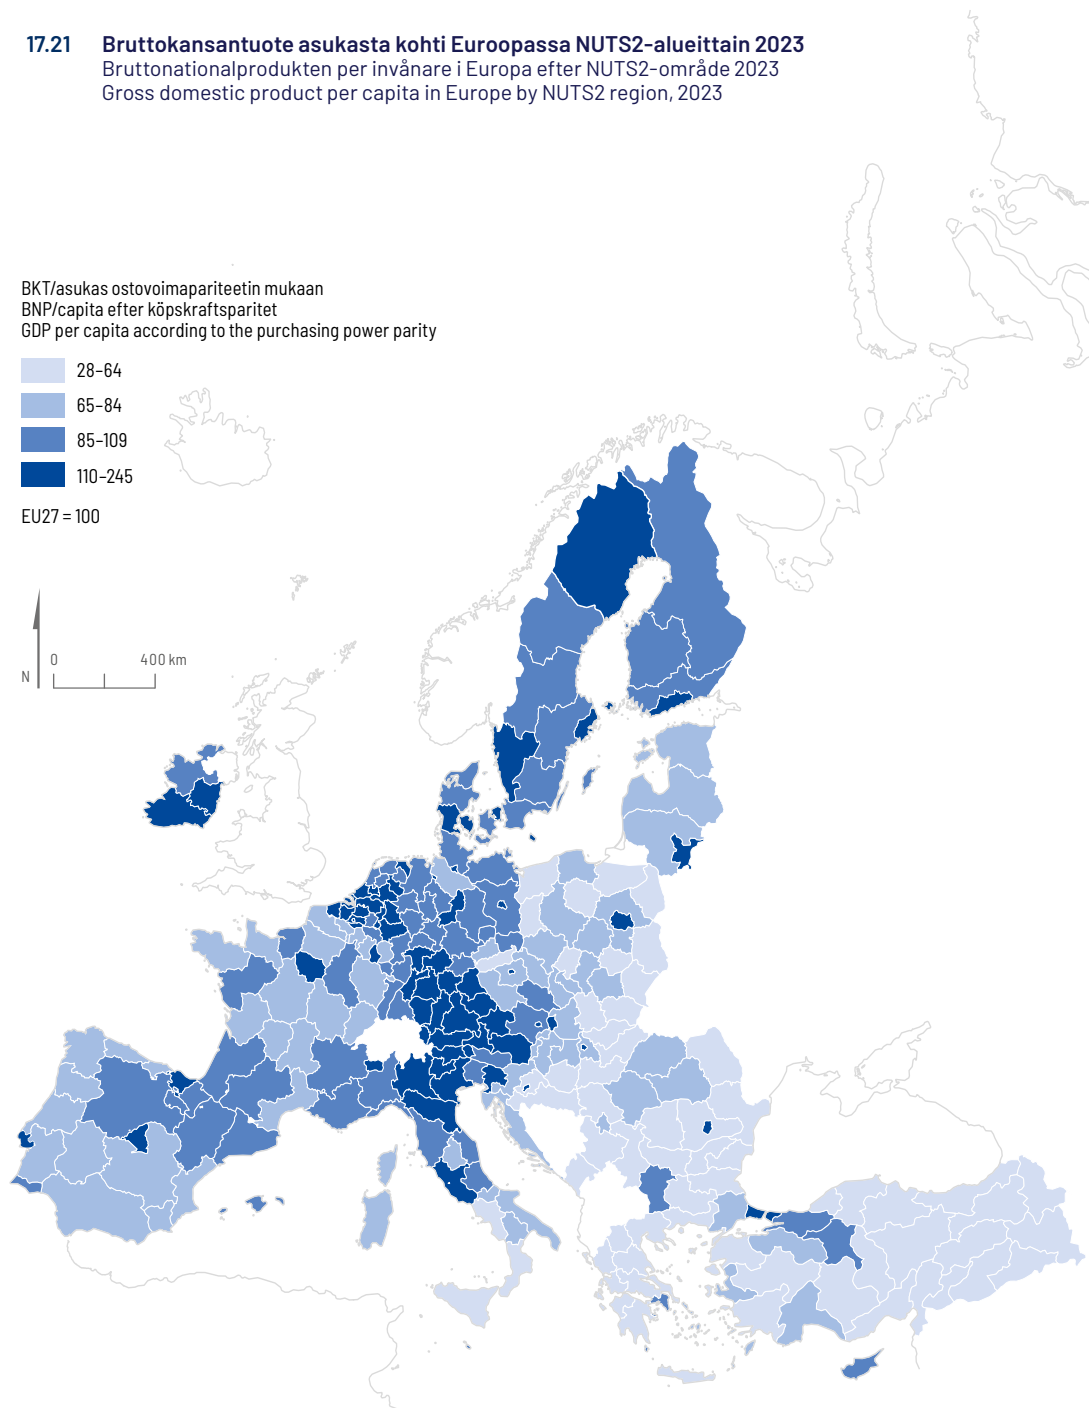 17.21 Bruttokansantuote asukasta kohti Euroopassa NUTS2-alueittain 2023
Bruttonationalprodukten per invånare i Europa efter NUTS2-område 2023
Gross domestic product per capita in Europe by NUTS2 region, 2023
BKT/asukas ostovoimapariteetin mukaan
BNP/capita efter köpskraftsparitet
GDP per capita according to the purchasing power parity
28–64
65–84
85–109
110–245
EU27 = 100
0 400 km
N